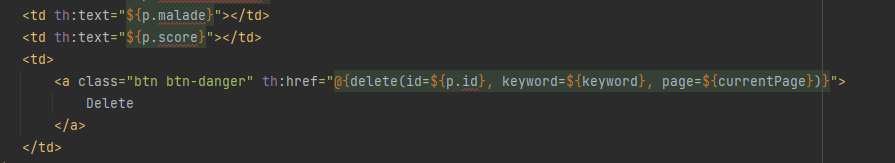 <td th:text="${p.malade}"></td>
<td th:text="${p.score}"></td>
<td>
<a class="btn btn-danger" th:href="@{delete(id=${p.id}, keyword=${keyword}, page=${currentPage})}">
Delete
</a>
</td>